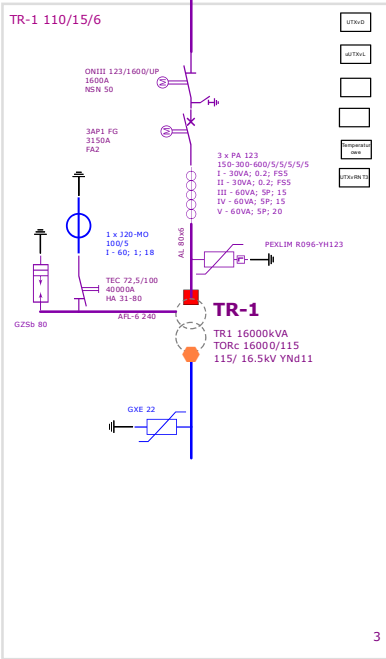 TR-1 110/15/6
UTXvD
uUTXvL
Temperatur
owe
UTXvRNT3
ONIII 123/1600/UP
1600A
NSN 50
M
3AP1 FG
3150A
FA2
M
3 x PA 123
150-300-600/5/5/5/5/5
I - 30VA; 0.2; FS5
II - 30VA; 0.2; FS5
III - 60VA; 5P; 15
IV - 60VA; 5P; 15
V - 60VA; 5P; 20
1 x J20-MO
100/5
I - 60; 1; 18
AL 80x6
PEXLIM R096-YH123
TEC 72,5/100
40000A
HA 31-80
GZSb 80
AFL-6 240
TR-1
TR1 16000kVA
TORc 16000/115
115/ 16.5kV YNd11
GXE 22
3